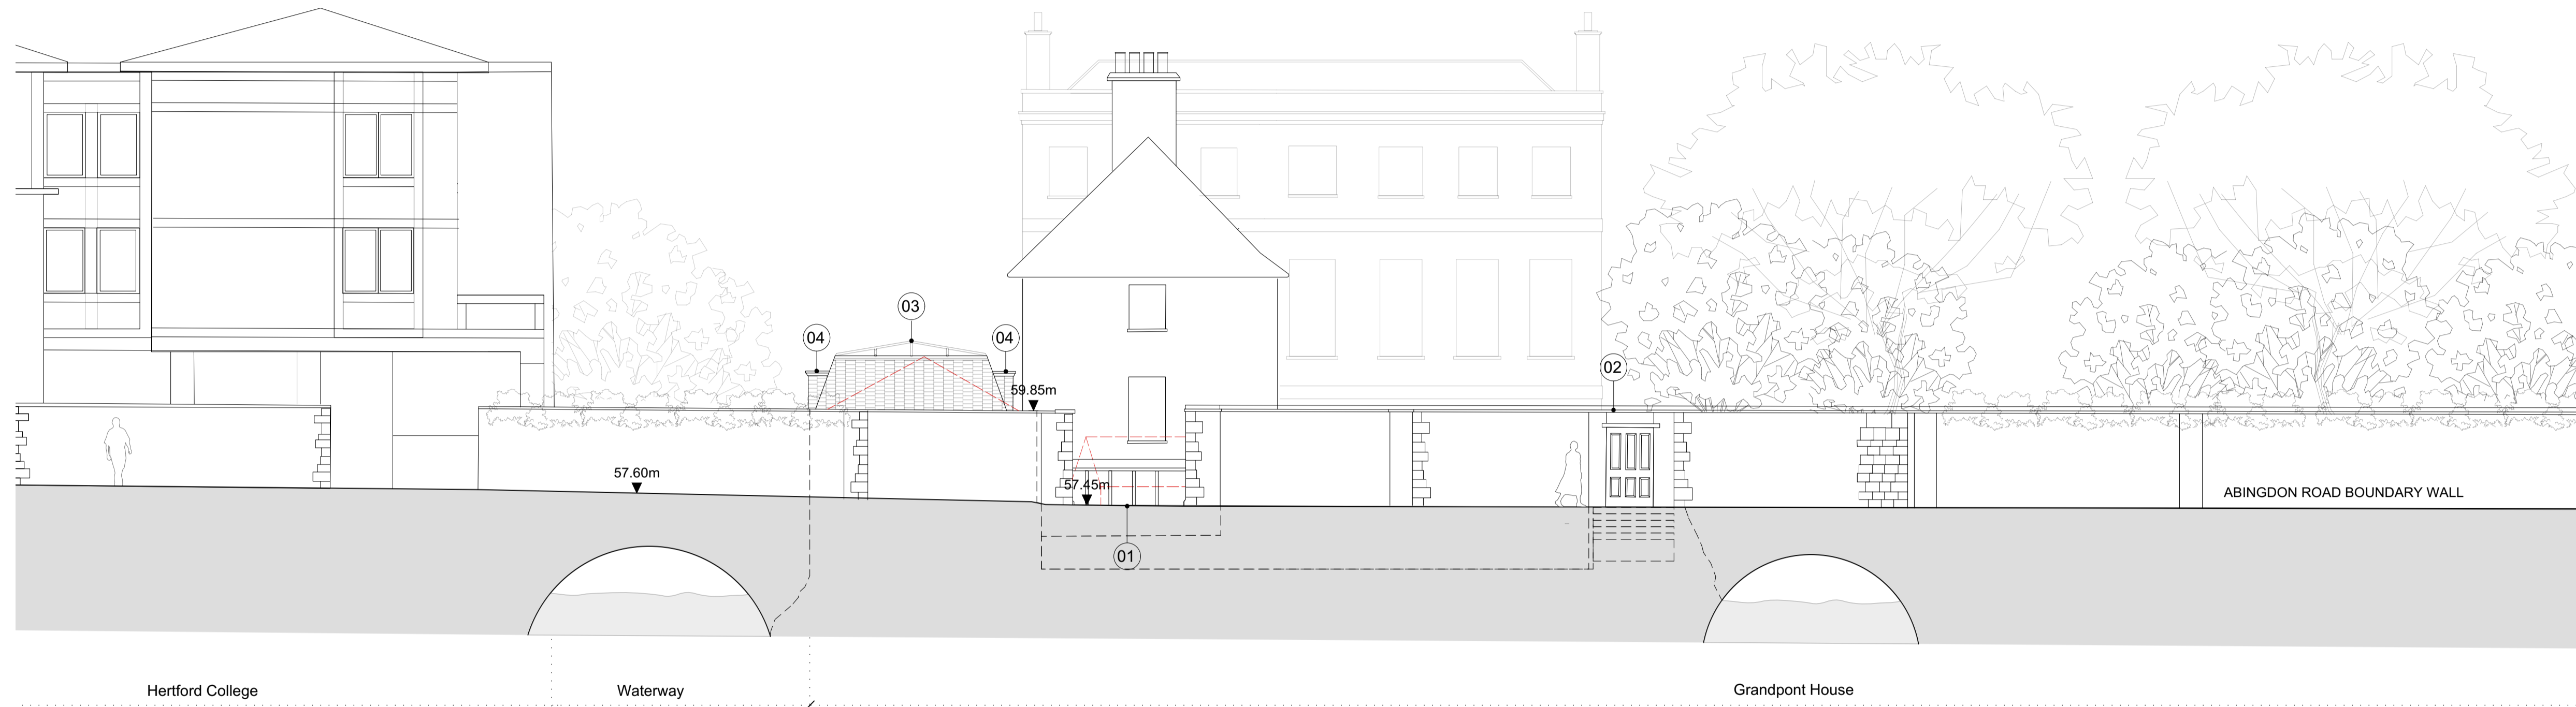 03
04
04
59.85m
02
57.60m
57.45m
ABINGDON ROAD BOUNDARY WALL
01
Hertford College
Waterway
Grandpont House